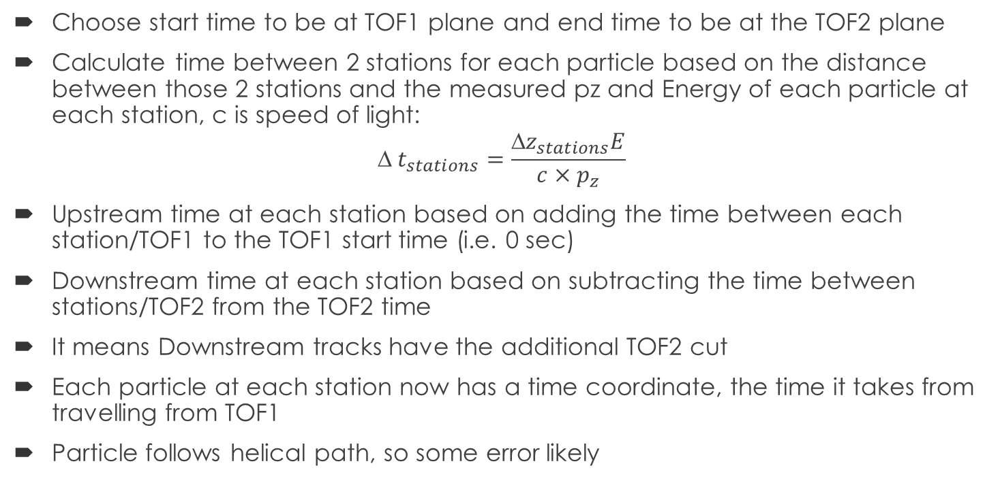 Choose start time to be at TOF1 plane and end time to be at the TOF2 plane
Calculate time between 2 stations for each particle based on the distance
between those 2 stations and the measured pz and Energy of each particle at
each station, c is speed of light:
Δ t_{stations} = \frac{Δz_{stations}E}{c × p_z}
Upstream time at each station based on adding the time between each
station/TOF1 to the TOF1 start time (i.e. 0 sec)
Downstream time at each station based on subtracting the time between
stations/TOF2 from the TOF2 time
It means Downstream tracks have the additional TOF2 cut
Each particle at each station now has a time coordinate, the time it takes from
travelling from TOF1
Particle follows helical path, so some error likely